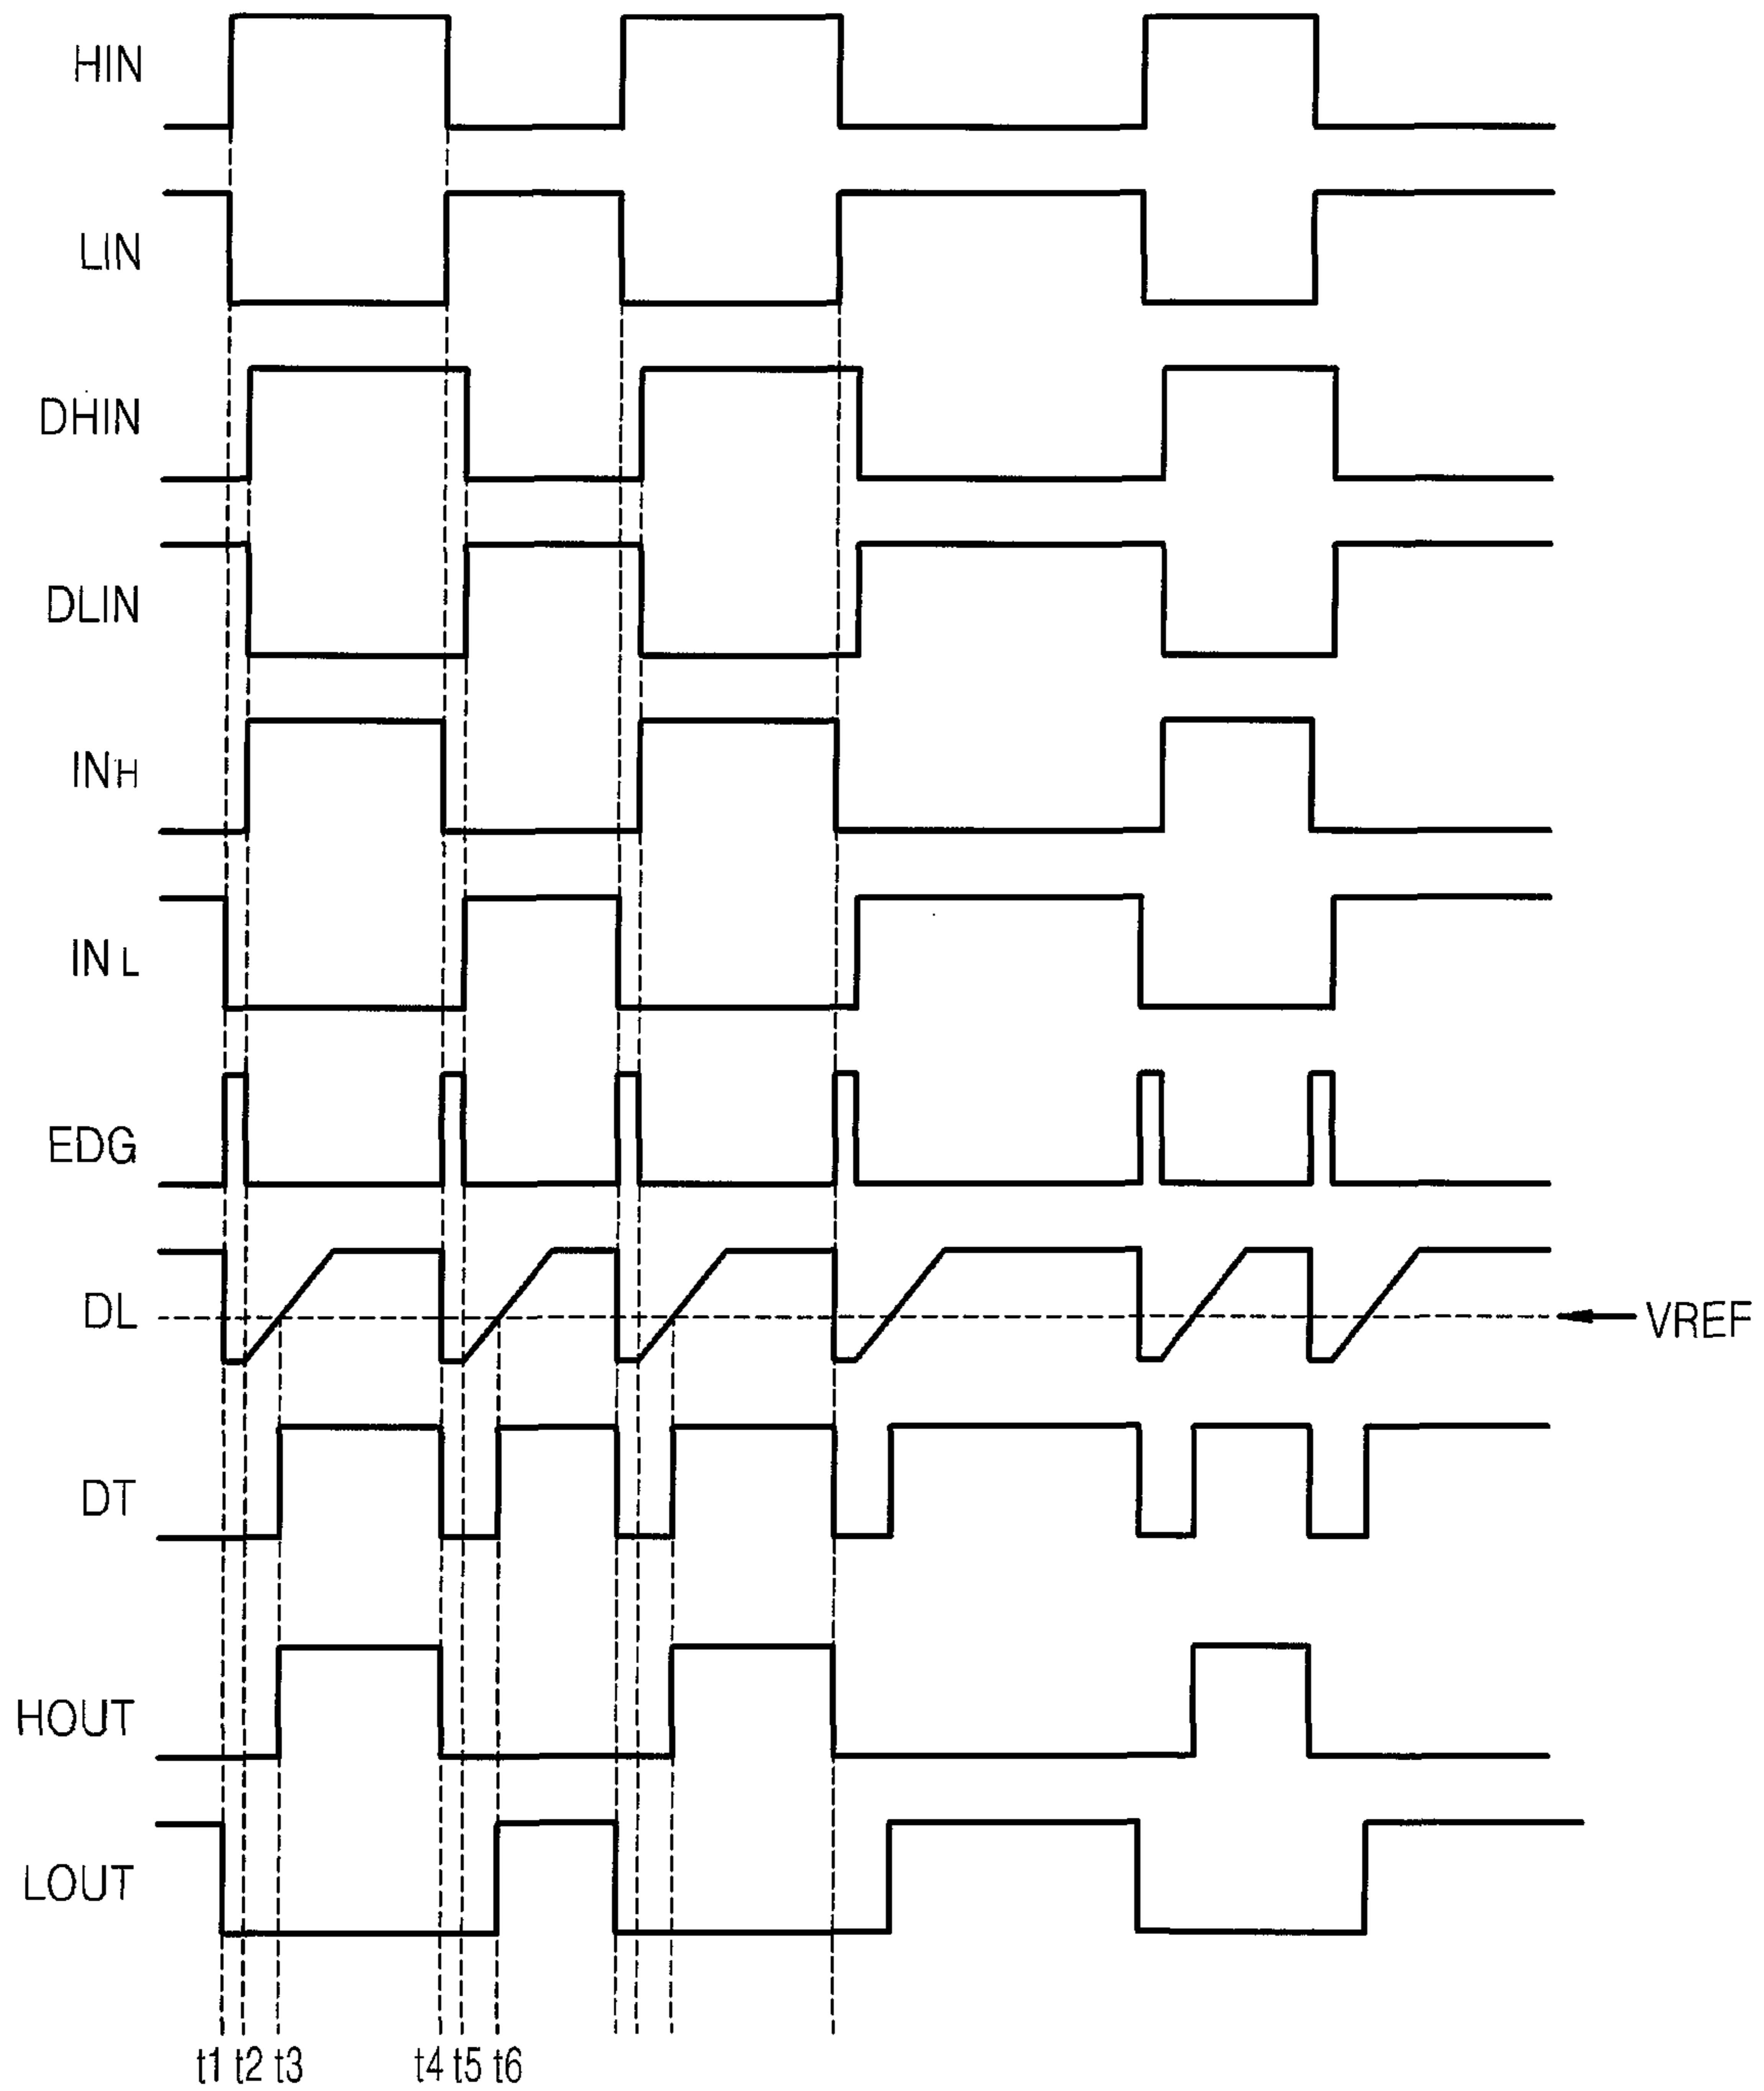 HIN
LIN
DHIN
DLIN
INH
INL
EDG
DL
VREF
DT
HOUT
LOUT
t1 t2 t3 t4 t5 t6